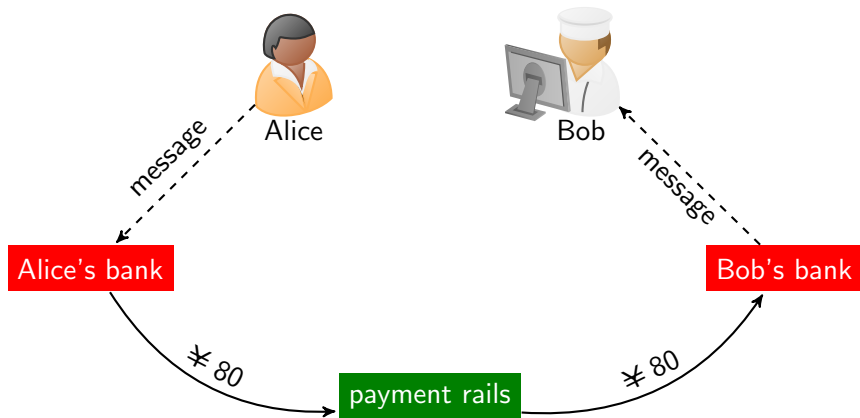 Alice
Bob
message
message
Alice's bank
Bob's bank
¥ 80
¥ 80
payment rails